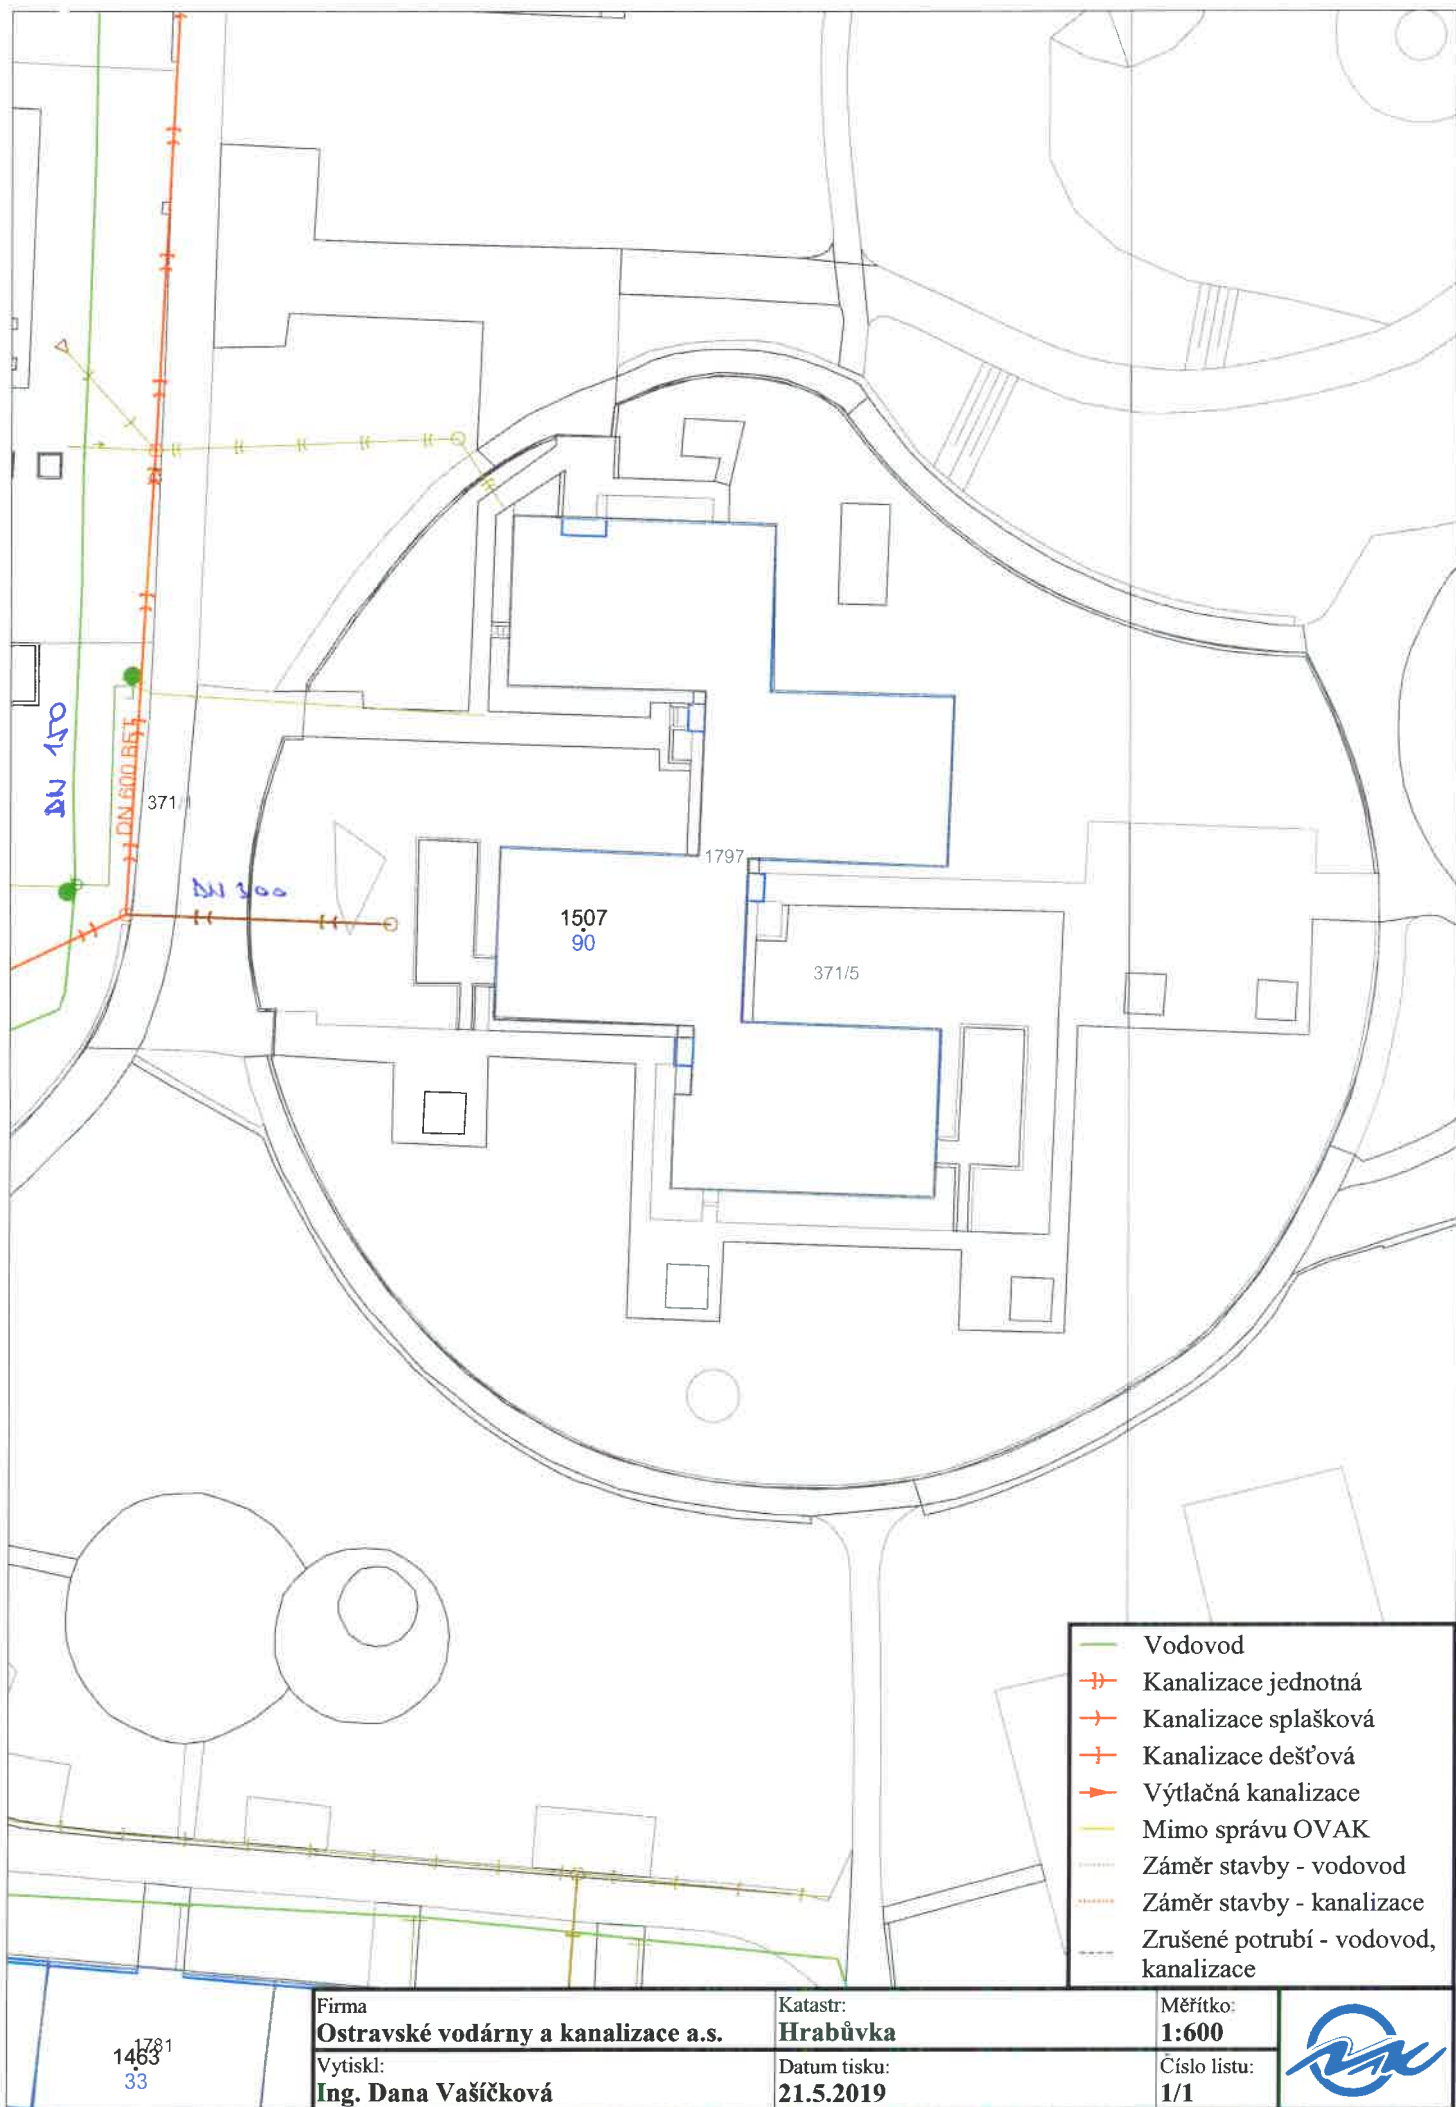 DN 150
DN 600 BET
371/1
DN 300
1797
1507
90
371/5
Vodovod
Kanalizace jednotná
Kanalizace splašková
Kanalizace dešťová
Výtlačná kanalizace
Mimo správu OVAK
Záměr stavby - vodovod
Záměr stavby - kanalizace
Zrušené potrubí - vodovod,
kanalizace
Firma
Ostravské vodárny a kanalizace a.s.
Katastr:
Hrabůvka
Měřítko:
1:600
Vytiskl:
Ing. Dana Vašíčková
Datum tisku:
21.5.2019
Číslo listu:
1/1
1781
1463
33